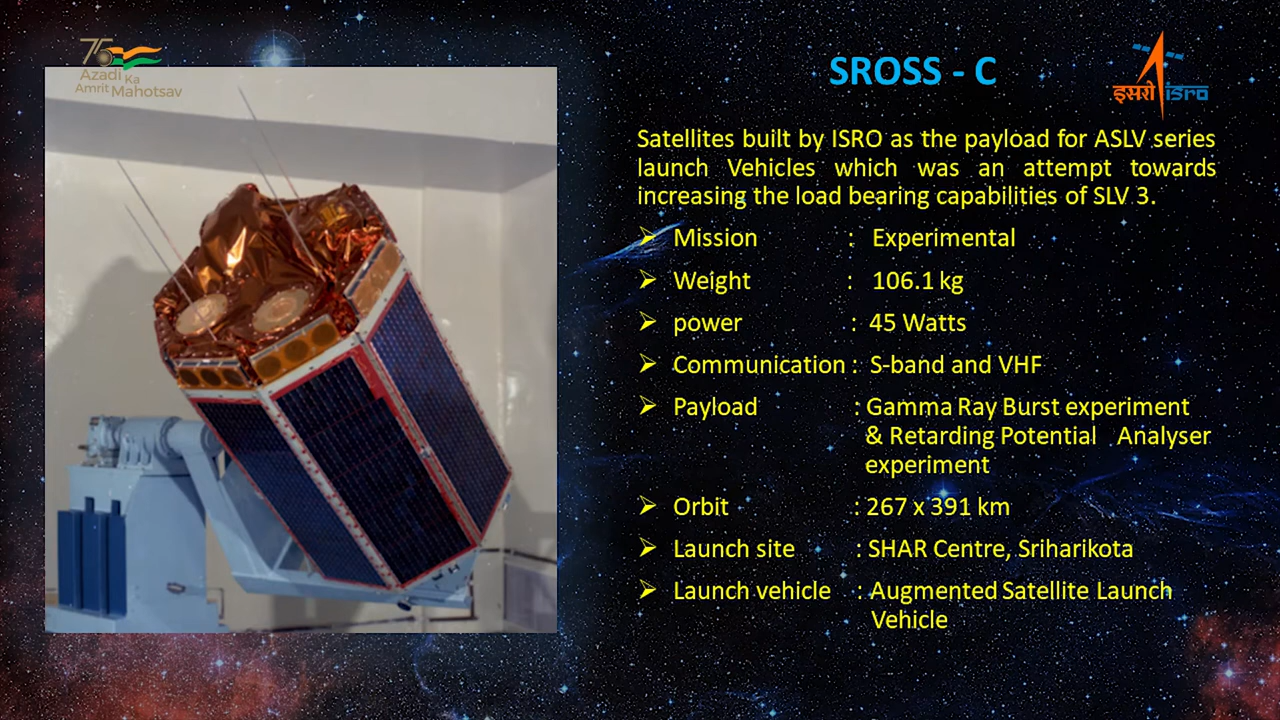 75
Azadi Ka
Amrit Mahotsav
SROSS - C
इसरो isro
Satellites built by ISRO as the payload for ASLV series
launch Vehicles which was an attempt towards
increasing the load bearing capabilities of SLV 3.
Mission : Experimental
Weight : 106.1 kg
power : 45 Watts
Communication : S-band and VHF
Payload : Gamma Ray Burst experiment
& Retarding Potential Analyser
experiment
Orbit : 267 x 391 km
Launch site : SHAR Centre, Sriharikota
Launch vehicle : Augmented Satellite Launch
Vehicle